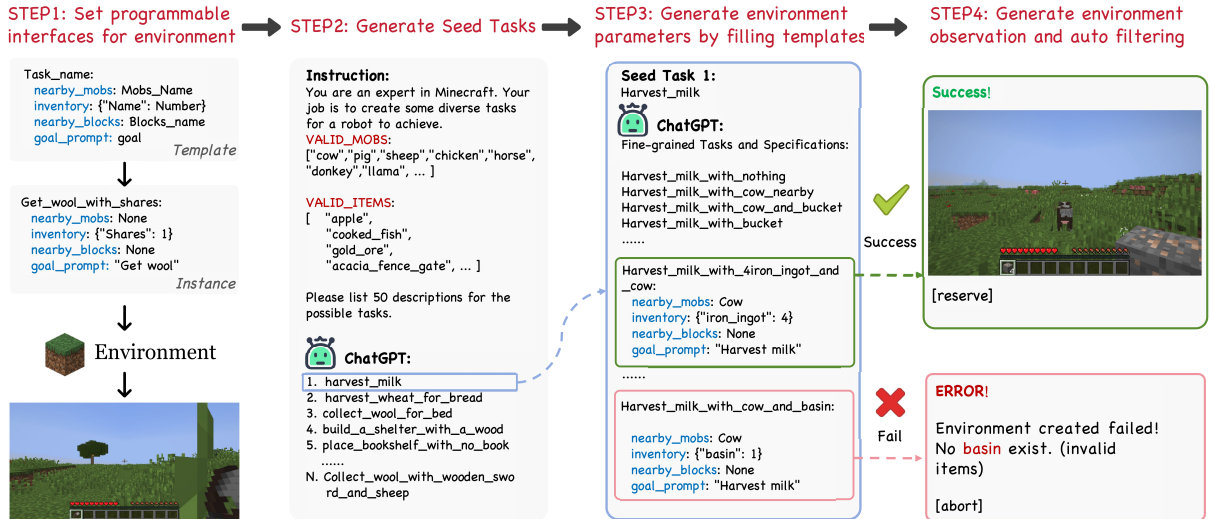 STEP1: Set programmable
interfaces for environment
Task_name:
nearby_mobs: Mobs_Name
inventory: {"Name": Number}
nearby_blocks: Blocks_name
goal_prompt: goal
Template
Get_wool_with_shares:
nearby_mobs: None
inventory: {"Shares": 1}
nearby_blocks: None
goal_prompt: "Get wool"
Instance
Environment
STEP2: Generate Seed Tasks
Instruction:
You are an expert in Minecraft. Your
job is to create some diverse tasks
for a robot to achieve.
VALID_MOBS:
["cow","pig","sheep","chicken","horse",
"donkey","llama", ... ]
VALID_ITEMS:
[ "apple",
"cooked_fish",
"gold_ore",
"acacia_fence_gate", ... ]
Please list 50 descriptions for the
possible tasks.
ChatGPT:
1. harvest_milk
2. harvest_wheat_for_bread
3. collect_wool_for_bed
4. build_a_shelter_with_a_wood
5. place_bookshelf_with_no_book
......
N. Collect_wool_with_wooden_swo
rd_and_sheep
STEP3: Generate environment
parameters by filling templates
Seed Task 1:
Harvest_milk
ChatGPT:
Fine-grained Tasks and Specifications:
Harvest_milk_with_nothing
Harvest_milk_with_cow_nearby
Harvest_milk_with_cow_and_bucket
Harvest_milk_with_bucket
......
Harvest_milk_with_4iron_ingot_and
_cow:
nearby_mobs: Cow
inventory: {"iron_ingot": 4}
nearby_blocks: None
goal_prompt: "Harvest milk"
......
Harvest_milk_with_cow_and_basin:
nearby_mobs: Cow
inventory: {"basin": 1}
nearby_blocks: None
goal_prompt: "Harvest milk"
Success
Fail
STEP4: Generate environment
observation and auto filtering
Success!
[reserve]
ERROR!
Environment created failed!
No basin exist. (invalid
items)
[abort]